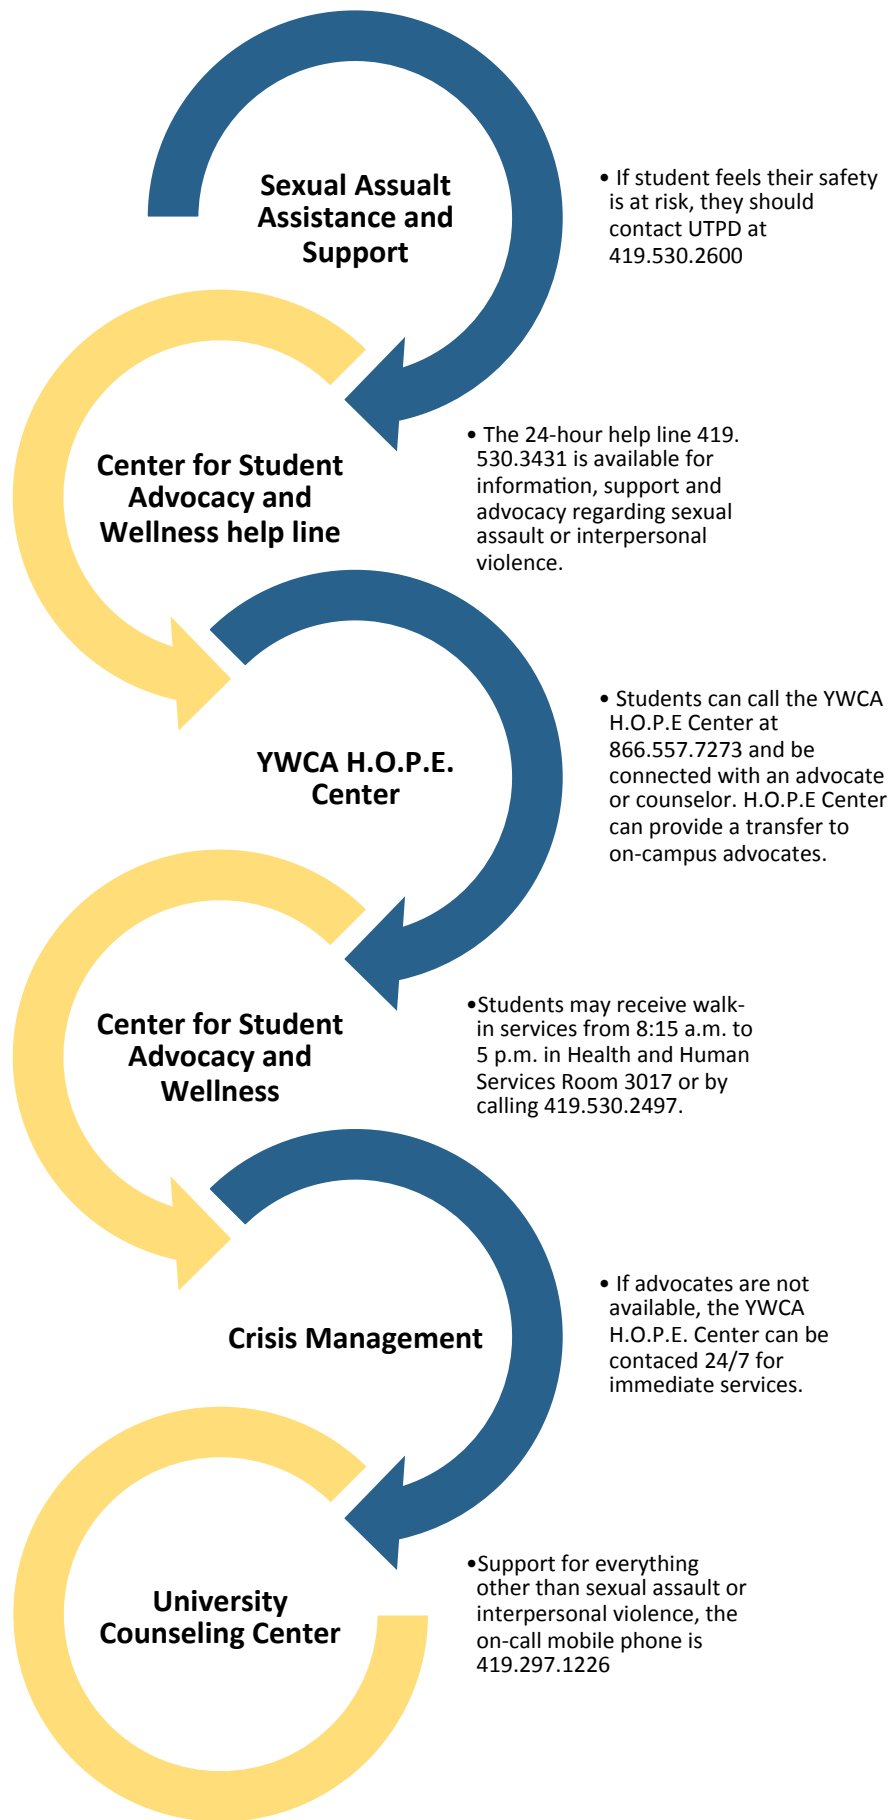 Sexual Assualt
Assistance and
Support
• If student feels their safety
is at risk, they should
contact UTPD at
419.530.2600
Center for Student
Advocacy and
Wellness help line
• The 24-hour help line 419.
530.3431 is available for
information, support and
advocacy regarding sexual
assault or interpersonal
violence.
YWCA H.O.P.E.
Center
• Students can call the YWCA
H.O.P.E Center at
866.557.7273 and be
connected with an advocate
or counselor. H.O.P.E Center
can provide a transfer to
on-campus advocates.
Center for Student
Advocacy and
Wellness
•Students may receive walk-
in services from 8:15 a.m. to
5 p.m. in Health and Human
Services Room 3017 or by
calling 419.530.2497.
Crisis Management
• If advocates are not
available, the YWCA
H.O.P.E. Center can be
contaced 24/7 for
immediate services.
University
Counseling Center
•Support for everything
other than sexual assault or
interpersonal violence, the
on-call mobile phone is
419.297.1226